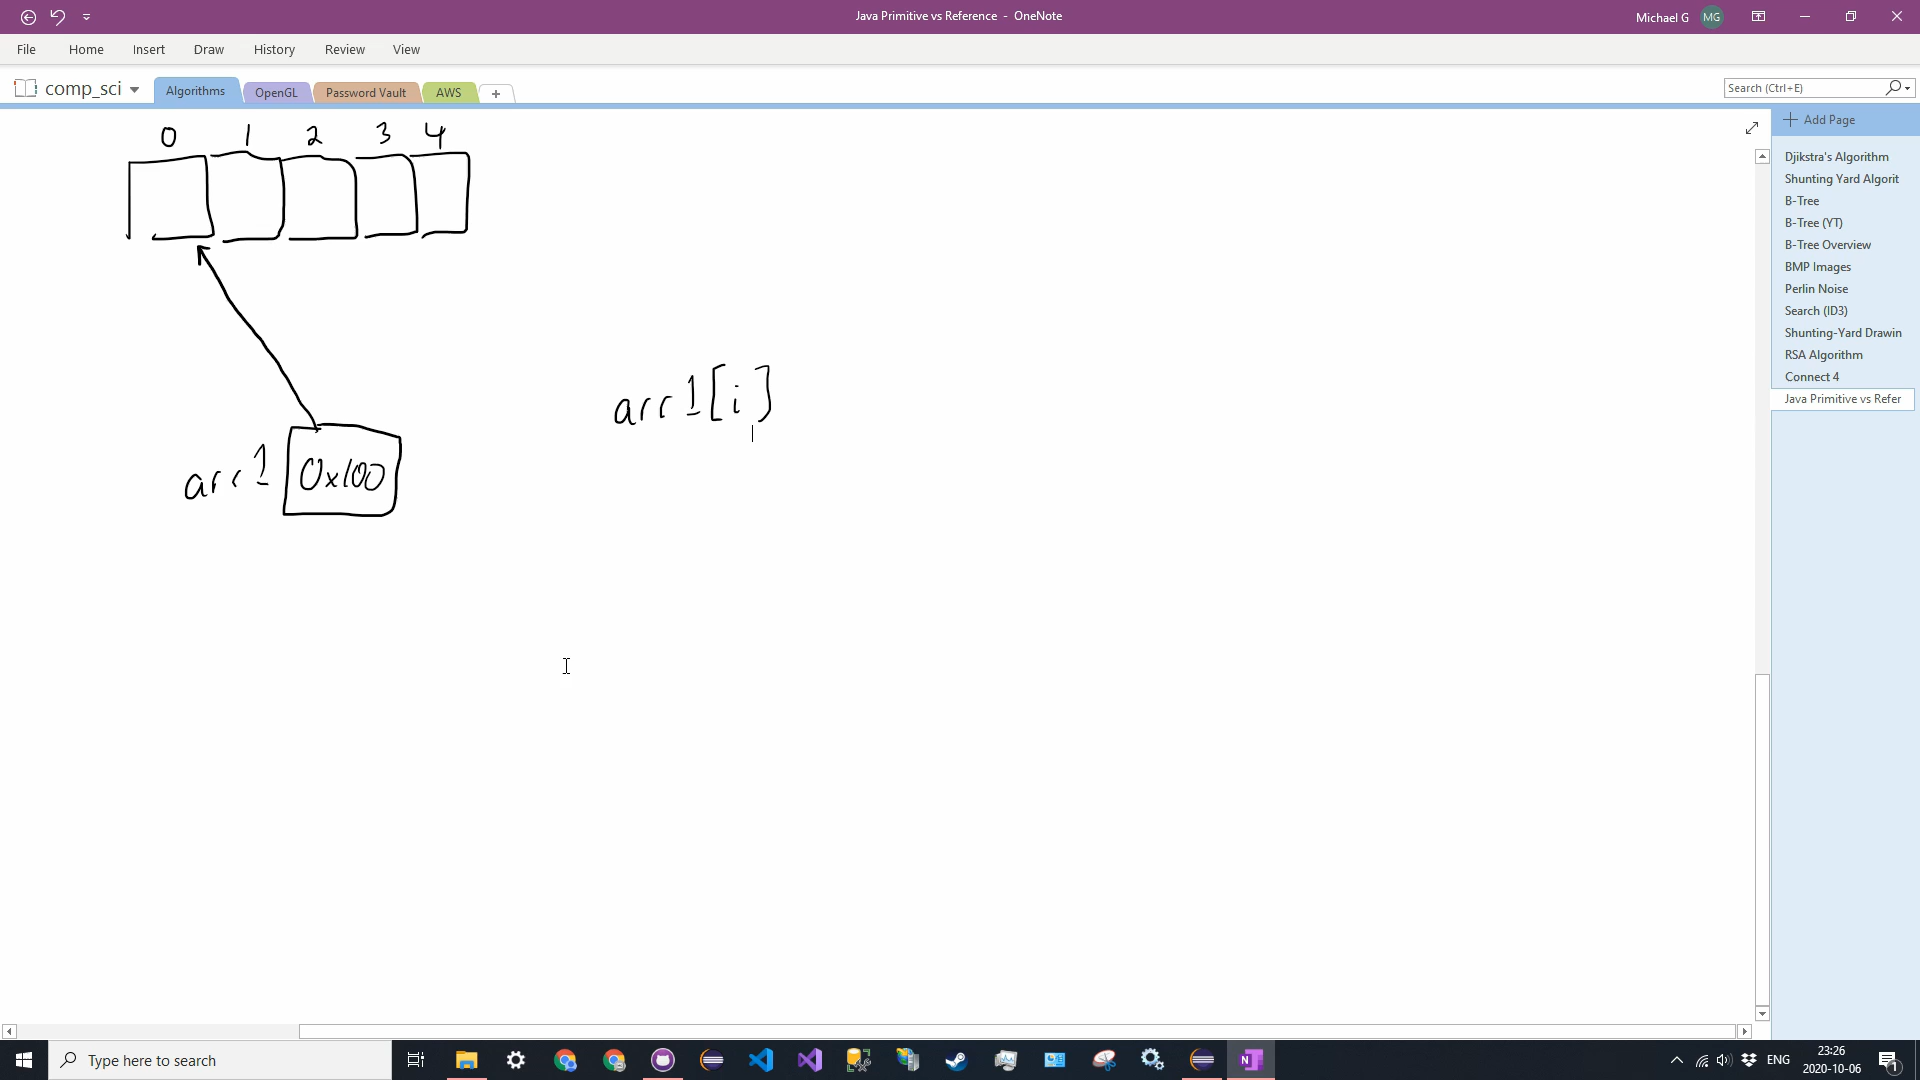 Java Primitive vs Reference - OneNote
Michael G MG
File Home Insert Draw History Review View
comp_sci Algorithms OpenGL Password Vault AWS +
Search (Ctrl+E)
Add Page
Djikstra's Algorithm
Shunting Yard Algorit
B-Tree
B-Tree (YT)
B-Tree Overview
BMP Images
Perlin Noise
Search (ID3)
Shunting-Yard Drawin
RSA Algorithm
Connect 4
Java Primitive vs Refer
0 1 2 3 4
arr1[i]
arr1 0x100
Type here to search
ENG
23:26
2020-10-06
1